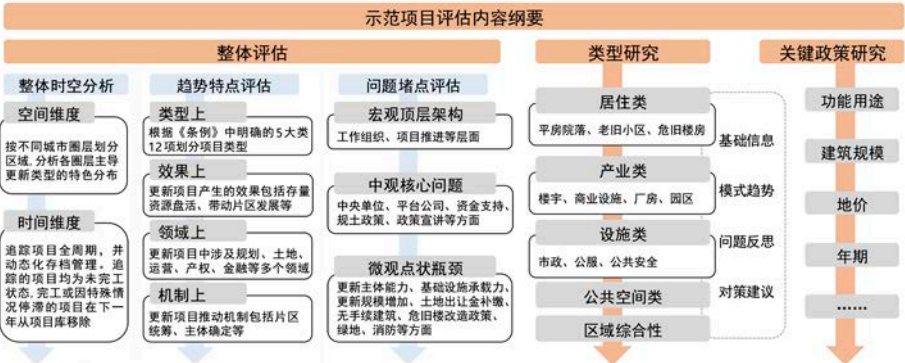 示范项目评估内容纲要
整体评估
整体时空分析
空间维度
按不同城市圈层划分
区域,分析各圈层主导
更新类型的特色分布
时间维度
追踪项目全周期，并
动态化存档管理。追
踪的项目均为未完工
状态,完工或因特殊情
况停滞的项目在下一
年从项目库移除
趋势特点评估
类型上
根据《条例》中明确的5大类
12项划分项目类型
效果上
更新项目产生的效果包括存量
资源盘活、带动片区发展等
领域上
更新项目中涉及规划、土地、
运营、产权、金融等多个领域
机制上
更新项目推动机制包括片区
统筹、主体确定等
问题堵点评估
宏观顶层架构
工作组织、项目推进等层面
中观核心问题
中央单位、平台公司、资金支持、
规土政策、政策宣讲等方面
微观点状瓶颈
更新主体能力、基础设施承载力、
更新规模增加、土地出让金补缴、
无手续建筑、危旧楼改造政策、
绿地、消防等方面
类型研究
居住类
平房院落、老旧小区、危旧楼房
产业类
楼宇、商业设施、厂房、园区
设施类
市政、公服、公共安全
公共空间类
区域综合性
基础信息
模式趋势
问题反思
对策建议
关键政策研究
功能用途
建筑规模
地价
年期
……